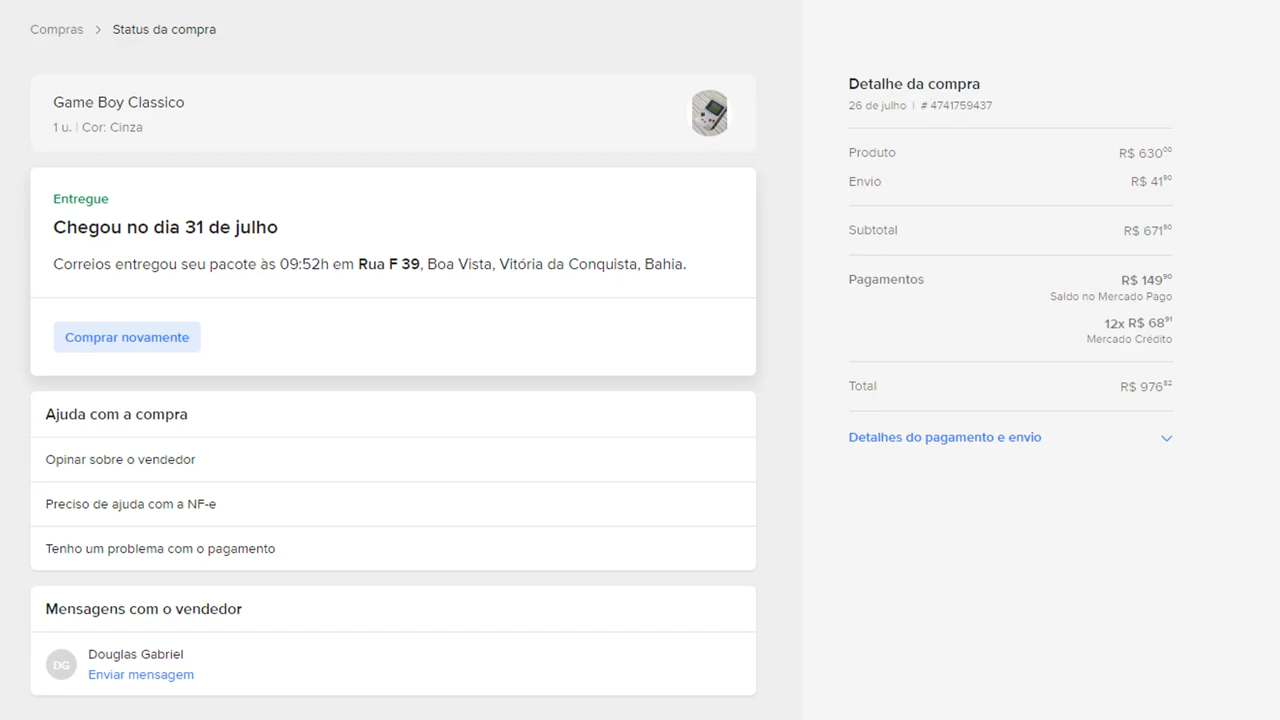 Compras > Status da compra
Game Boy Classico
1 u. | Cor: Cinza
Entregue
Chegou no dia 31 de julho
Correios entregou seu pacote às 09:52h em Rua F 39, Boa Vista, Vitória da Conquista, Bahia.
Comprar novamente
Ajuda com a compra
Opinar sobre o vendedor
Preciso de ajuda com a NF-e
Tenho um problema com o pagamento
Mensagens com o vendedor
DG
Douglas Gabriel
Enviar mensagem
Detalhe da compra
26 de julho | # 4741759437
Produto R$ 630⁰⁰
Envio R$ 41⁹⁰
Subtotal R$ 671⁹⁰
Pagamentos R$ 149⁹⁰
Saldo no Mercado Pago
12x R$ 68⁹¹
Mercado Crédito
Total R$ 976⁸²
Detalhes do pagamento e envio